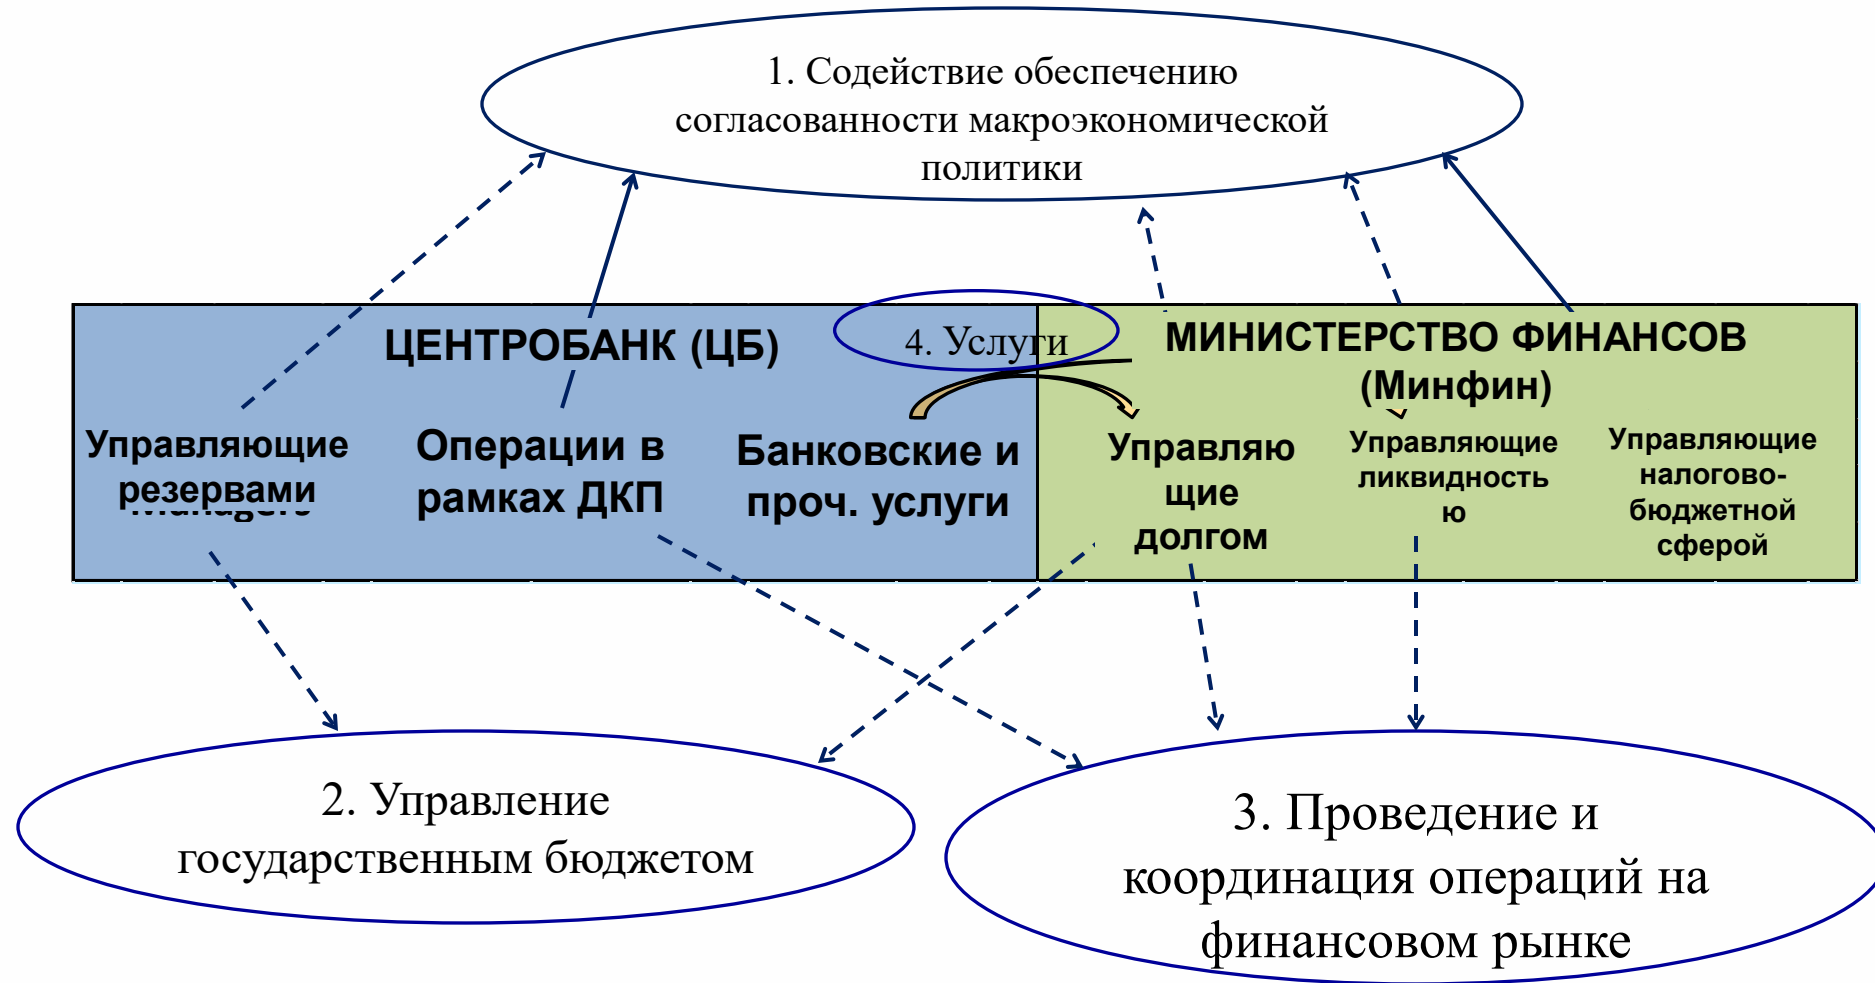 1. Содействие обеспечению
согласованности макроэкономической
политики
ЦЕНТРОБАНК (ЦБ)
4. Услуги
МИНИСТЕРСТВО ФИНАНСОВ
(Минфин)
Управляющие
резервами
Managers
Операции в
рамках ДКП
Банковские и
проч. услуги
Управляю
щие
долгом
Управляющие
ликвидность
ю
Управляющие
налогово-
бюджетной
сферой
2. Управление
государственным бюджетом
3. Проведение и
координация операций на
финансовом рынке